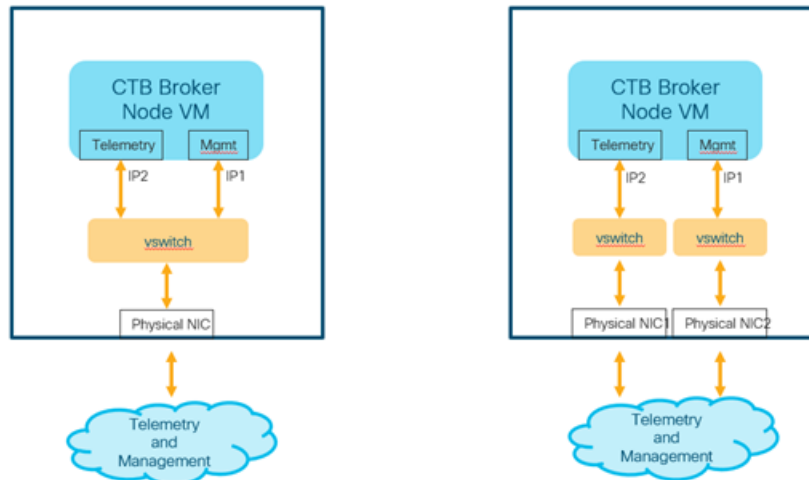 CTB Broker
Node VM
Telemetry
Mgmt
IP2
IP1
vswitch
Physical NIC
Telemetry
and
Management
CTB Broker
Node VM
Telemetry
Mgmt
IP2
IP1
vswitch
vswitch
Physical NIC1
Physical NIC2
Telemetry
and
Management